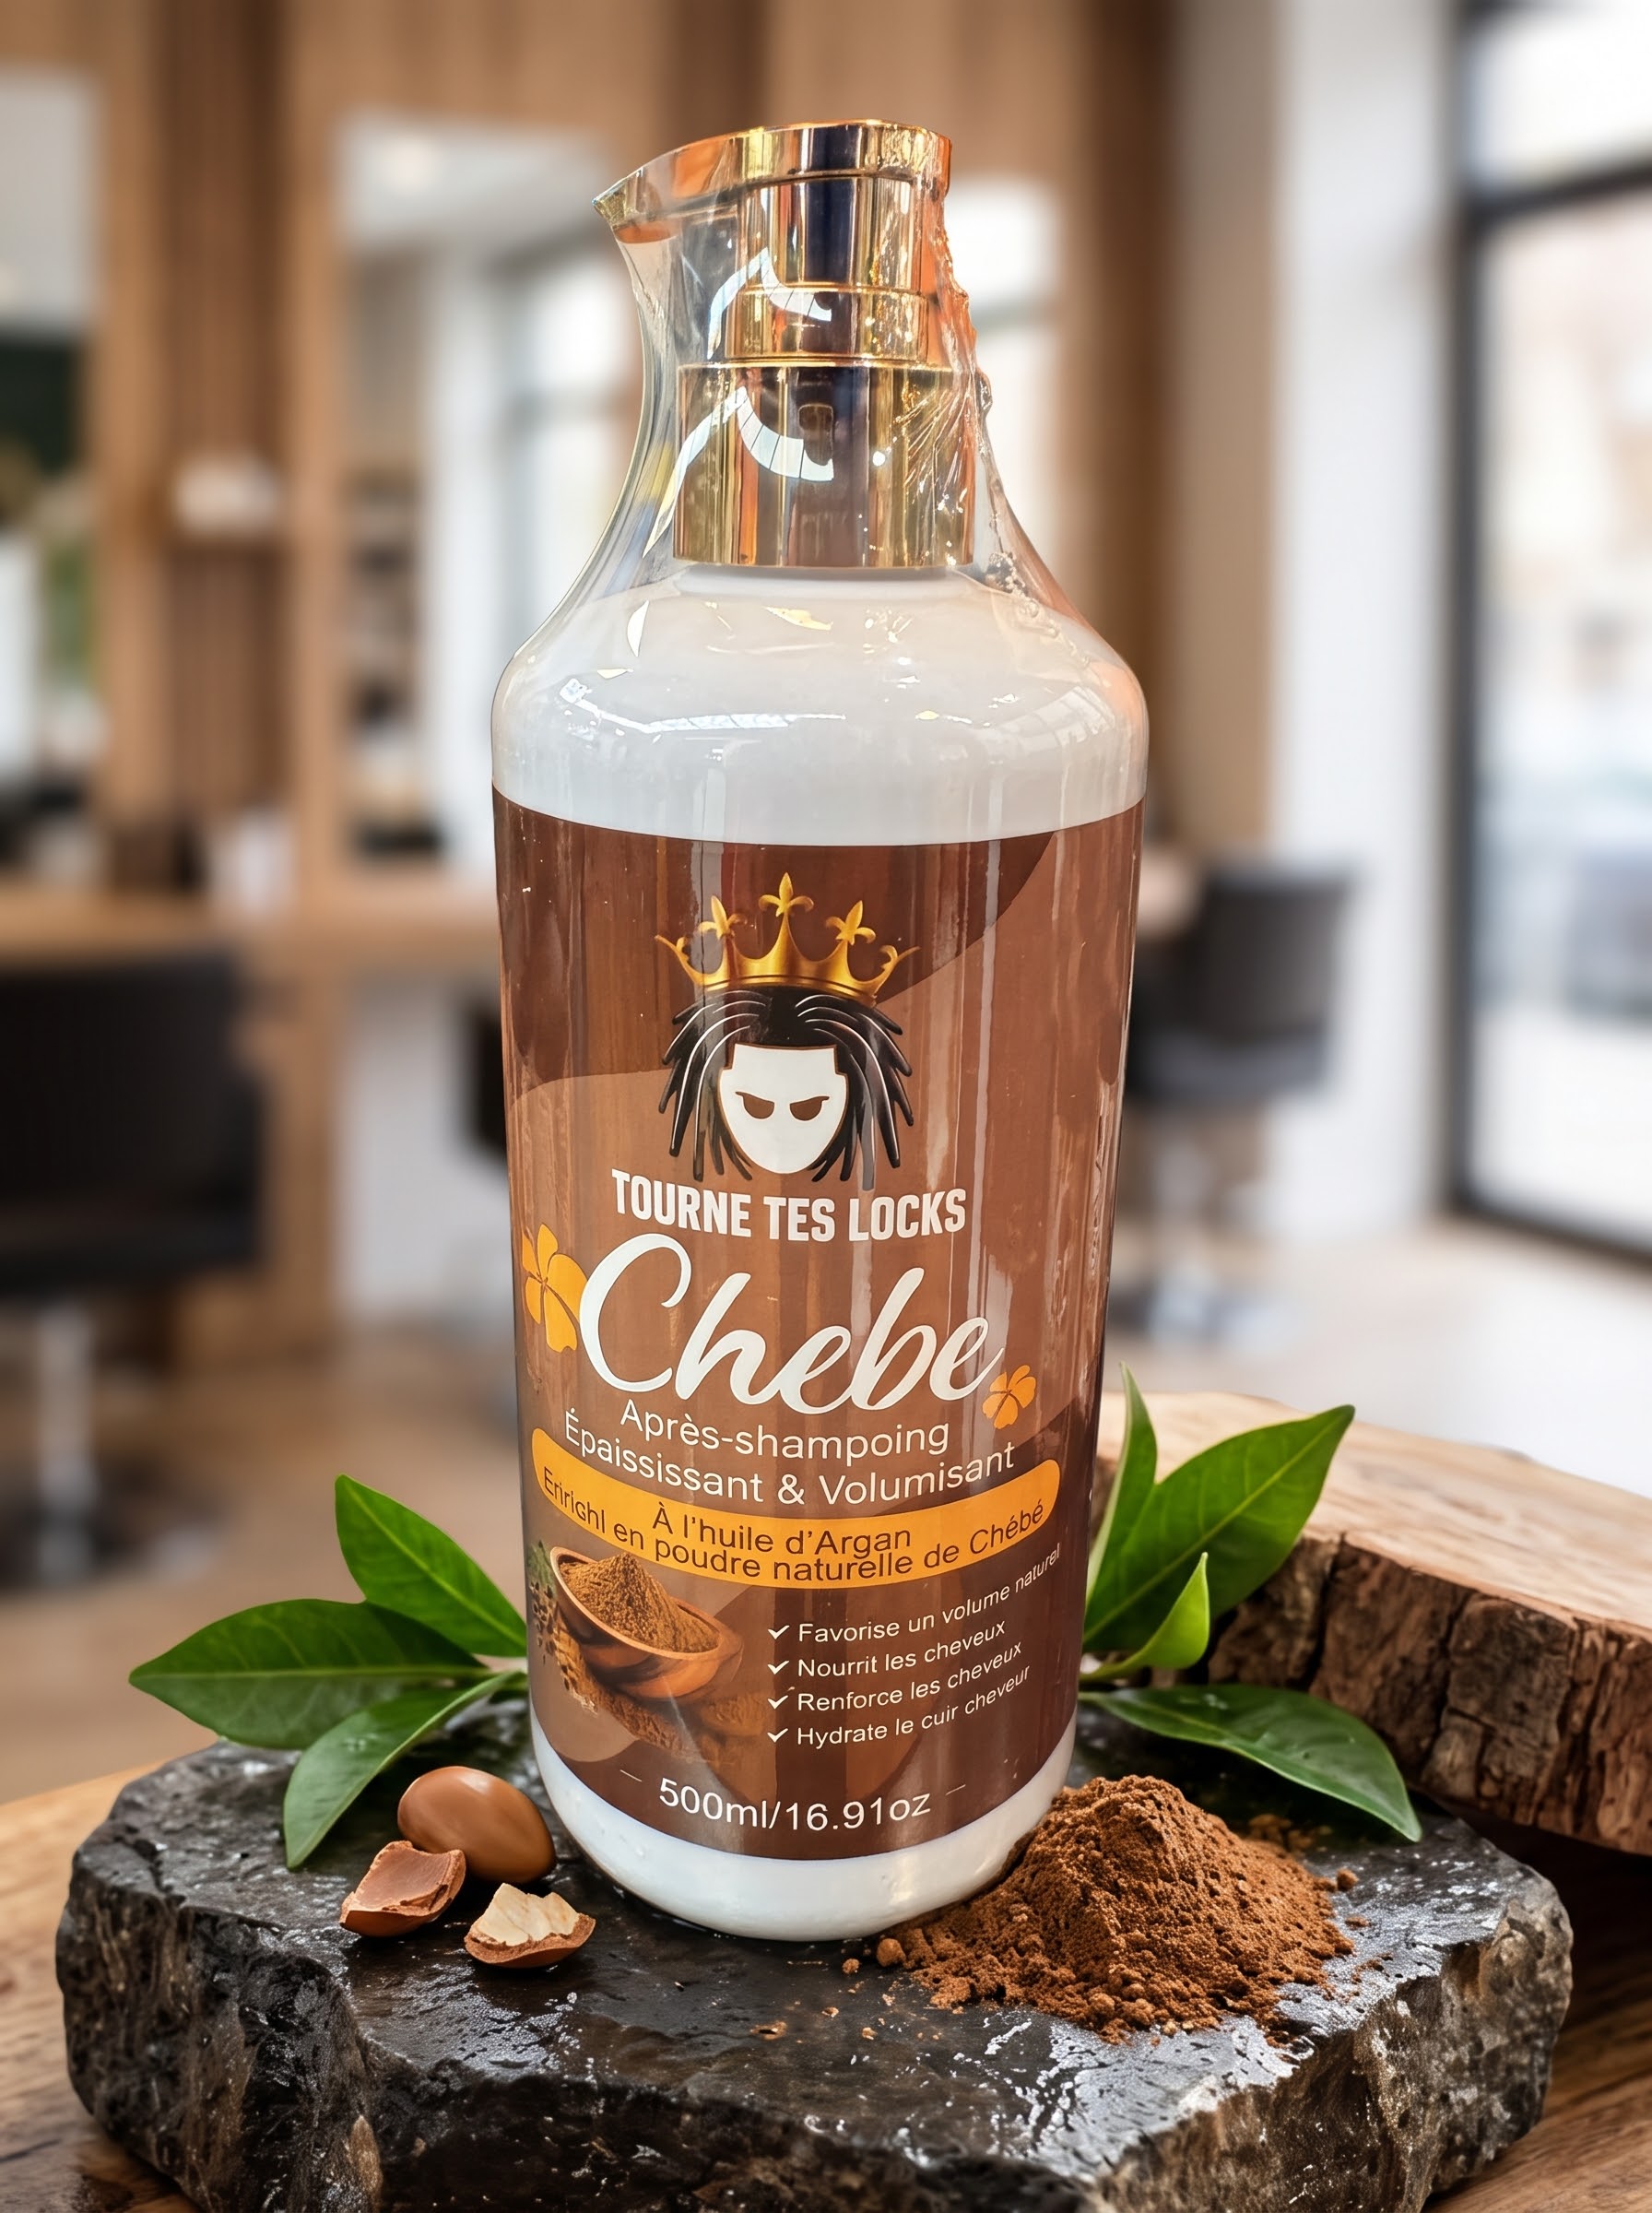 TOURNE TES LOCKS
Chebe
Après-shampoing
Épaississant & Volumisant
À l'huile d'Argan
Eririghl en poudre naturelle de Chébé
Favorise un volume naturel
Nourrit les cheveux
Renforce les cheveux
Hydrate le cuir cheveur
500ml/16.91oz